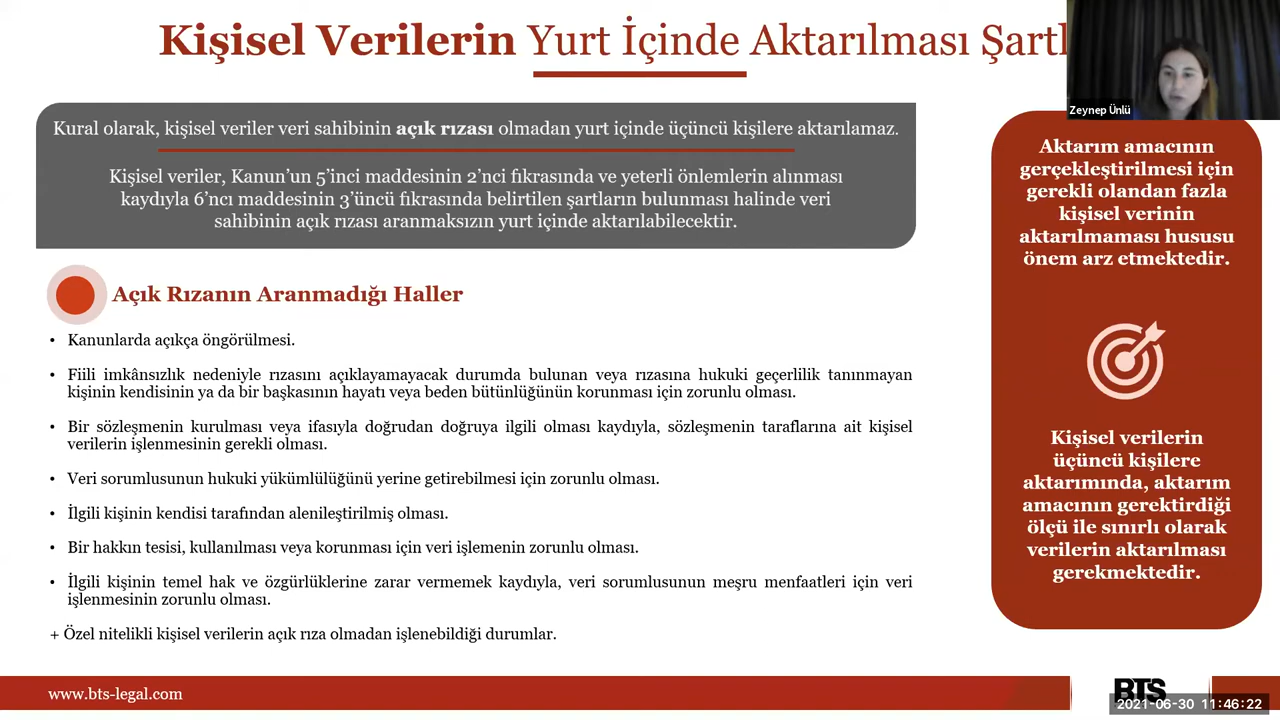 Kişisel Verilerin Yurt İçinde Aktarılması
Zeynep Ünlü
Kural olarak, kişisel veriler veri sahibinin açık rızası olmadan yurt içinde üçüncü kişilere aktarılamaz.
Kişisel veriler, Kanun’un 5’inci maddesinin 2’nci fıkrasında ve yeterli önlemlerin alınması
kaydıyla 6’ncı maddesinin 3’üncü fıkrasında belirtilen şartların bulunması halinde veri
sahibinin açık rızası aranmaksızın yurt içinde aktarılabilecektir.
Açık Rızanın Aranmadığı Haller
• Kanunlarda açıkça öngörülmesi.
• Fiili imkânsızlık nedeniyle rızasını açıklayamayacak durumda bulunan veya rızasına hukuki geçerlilik tanınmayan
kişinin kendisinin ya da bir başkasının hayatı veya beden bütünlüğünün korunması için zorunlu olması.
• Bir sözleşmenin kurulması veya ifasıyla doğrudan doğruya ilgili olması kaydıyla, sözleşmenin taraflarına ait kişisel
verilerin işlenmesinin gerekli olması.
• Veri sorumlusunun hukuki yükümlülüğünü yerine getirebilmesi için zorunlu olması.
• İlgili kişinin kendisi tarafından alenileştirilmiş olması.
• Bir hakkın tesisi, kullanılması veya korunması için veri işlemenin zorunlu olması.
• İlgili kişinin temel hak ve özgürlüklerine zarar vermemek kaydıyla, veri sorumlusunun meşru menfaatleri için veri
işlenmesinin zorunlu olması.
+ Özel nitelikli kişisel verilerin açık rıza olmadan işlenebildiği durumlar.
Aktarım amacının
gerçekleştirilmesi için
gerekli olandan fazla
kişisel verinin
aktarılmaması hususu
önem arz etmektedir.
Kişisel verilerin
üçüncü kişilere
aktarımında, aktarım
amacının gerektirdiği
ölçü ile sınırlı olarak
verilerin aktarılması
gerekmektedir.
www.bts-legal.com
BTS
2021-06-30 11:46:22